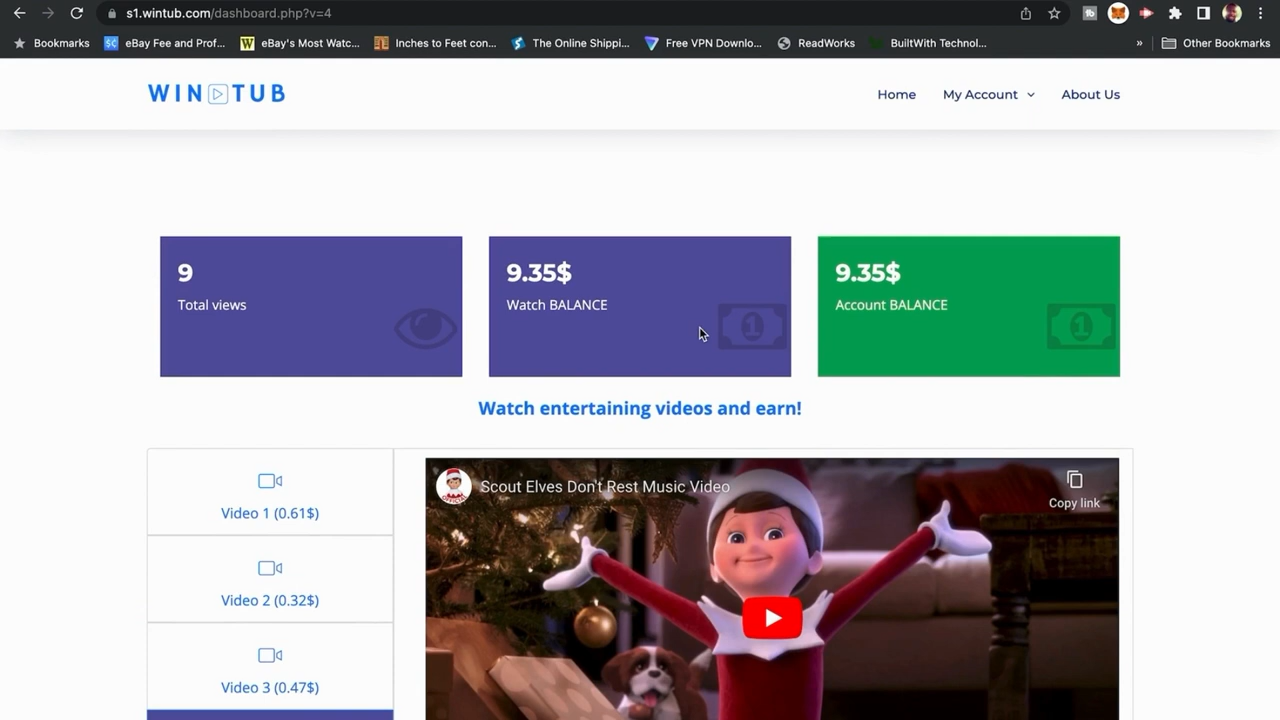 s1.wintub.com/dashboard.php?v=4
Bookmarks
eBay Fee and Prof...
eBay's Most Watc...
Inches to Feet con...
The Online Shippi...
Free VPN Downlo...
ReadWorks
BuiltWith Technol...
»
Other Bookmarks
WIN TUB
Home
My Account
About Us
9
Total views
9.35$
Watch BALANCE
9.35$
Account BALANCE
Watch entertaining videos and earn!
Video 1 (0.61$)
Video 2 (0.32$)
Video 3 (0.47$)
Scout Elves Don't Rest Music Video
Copy link